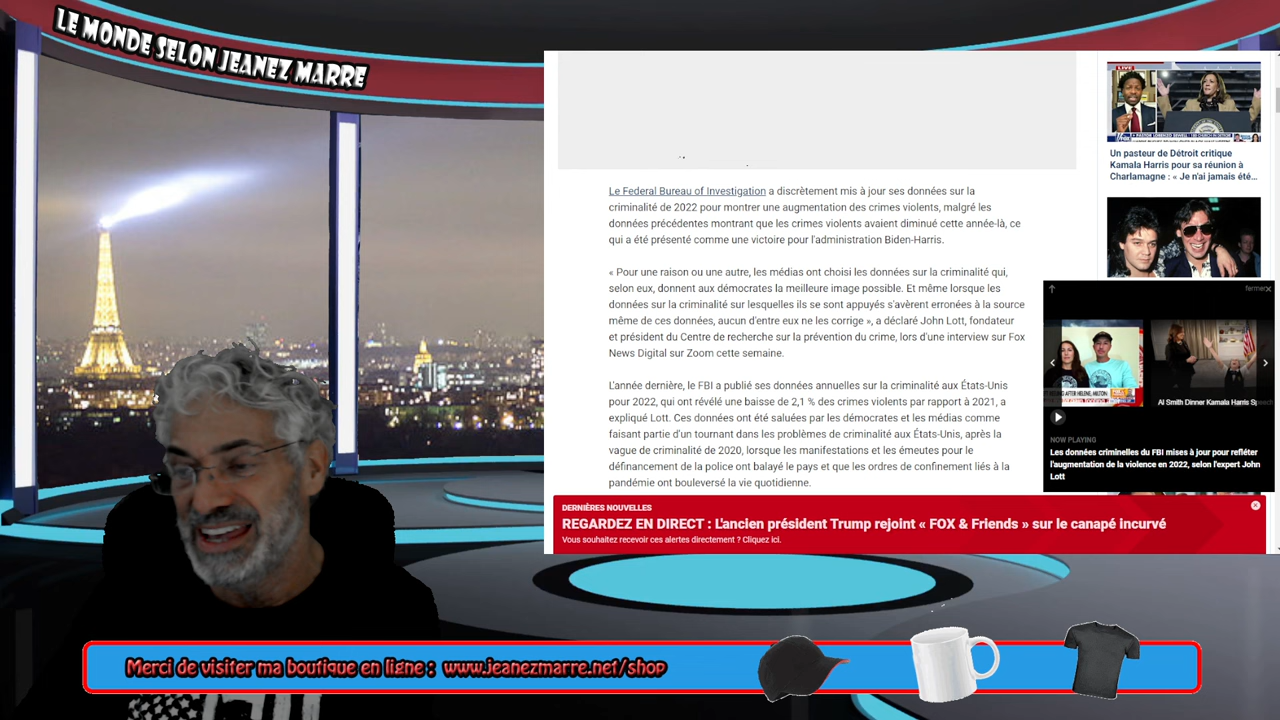 LE MONDE SELON JEANEZ MARRE
Le Federal Bureau of Investigation a discrètement mis à jour ses données sur la
criminalité de 2022 pour montrer une augmentation des crimes violents, malgré les
données précédentes montrant que les crimes violents avaient diminué cette année-là, ce
qui a été présenté comme une victoire pour l'administration Biden-Harris.
« Pour une raison ou une autre, les médias ont choisi les données sur la criminalité qui,
selon eux, donnent aux démocrates la meilleure image possible. Et même lorsque les
données sur la criminalité sur lesquelles ils se sont appuyés s'avèrent erronées à la source
même de ces données, aucun d'entre eux ne les corrige », a déclaré John Lott, fondateur
et président du Centre de recherche sur la prévention du crime, lors d'une interview sur Fox
News Digital sur Zoom cette semaine.
L'année dernière, le FBI a publié ses données annuelles sur la criminalité aux États-Unis
pour 2022, qui ont révélé une baisse de 2,1 % des crimes violents par rapport à 2021, a
expliqué Lott. Ces données ont été saluées par les démocrates et les médias comme
faisant partie d'un tournant dans les problèmes de criminalité aux États-Unis, après la
vague de criminalité de 2020, lorsque les manifestations et les émeutes pour le
définancement de la police ont balayé le pays et que les ordres de confinement liés à la
pandémie ont bouleversé la vie quotidienne.
LIVE
Un pasteur de Détroit critique
Kamala Harris pour sa réunion à
Charlamagne : « Je n'ai jamais été...
fermer
Al Smith Dinner Kamala Harris Speech
NOW PLAYING
Les données criminelles du FBI mises à jour pour refléter
l'augmentation de la violence en 2022, selon l'expert John
Lott
DERNIÈRES NOUVELLES
REGARDEZ EN DIRECT : L'ancien président Trump rejoint « FOX & Friends » sur le canapé incurvé
Vous souhaitez recevoir ces alertes directement ? Cliquez ici.
Merci de visiter ma boutique en ligne : www.jeanezmarre.net/shop